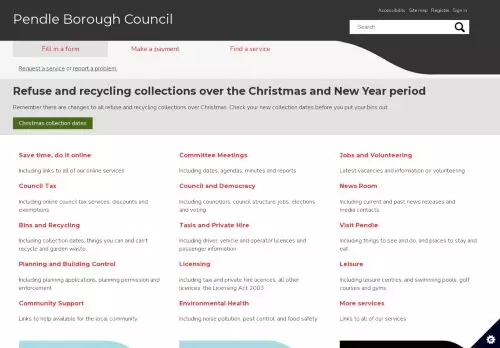 Pendle Borough Council
Accessibility Site map Register Sign in
Search
Fill in a form
Make a payment
Find a service
Request a service or report a problem.
Refuse and recycling collections over the Christmas and New Year period
Remember there are changes to all refuse and recycling collections over Christmas. Check your new collection dates before you put your bins out
Christmas collection dates
Save time, do it online
Including links to all of our online services
Committee Meetings
Including dates, agendas, minutes and reports
Jobs and Volunteering
Latest vacancies and information on volunteering
Council Tax
Including online council tax services, discounts and
exemptions
Council and Democracy
Including councillors, council structure, jobs, elections
and voting
News Room
Including current and past news releases and
media contacts
Bins and Recycling
Including collection dates, things you can and can't
recycle and garden waste
Taxis and Private Hire
Including driver, vehicle and operator licences and
passenger information
Visit Pendle
Including things to see and do, and places to stay and
eat
Planning and Building Control
Including planning applications, planning permission and
enforcement
Licensing
Including taxi and private hire licences, all other
licences, the Licensing Act 2003
Leisure
Including leisure centres, and swimming pools, golf
courses and gyms
Community Support
Links to help available for the local community
Environmental Health
Including noise pollution, pest control, and food safety
More services
Links to all of our services